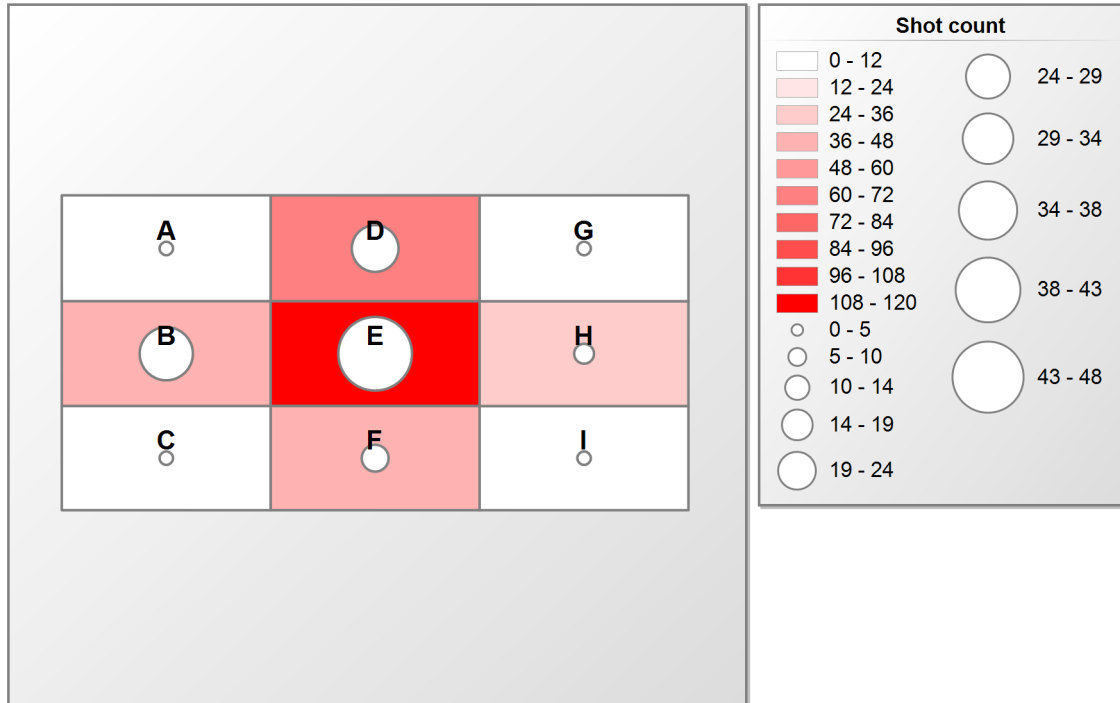 A D G
B E H
C F I
Shot count
0 - 12
12 - 24
24 - 36
36 - 48
48 - 60
60 - 72
72 - 84
84 - 96
96 - 108
108 - 120
0 - 5
5 - 10
10 - 14
14 - 19
19 - 24
24 - 29
29 - 34
34 - 38
38 - 43
43 - 48